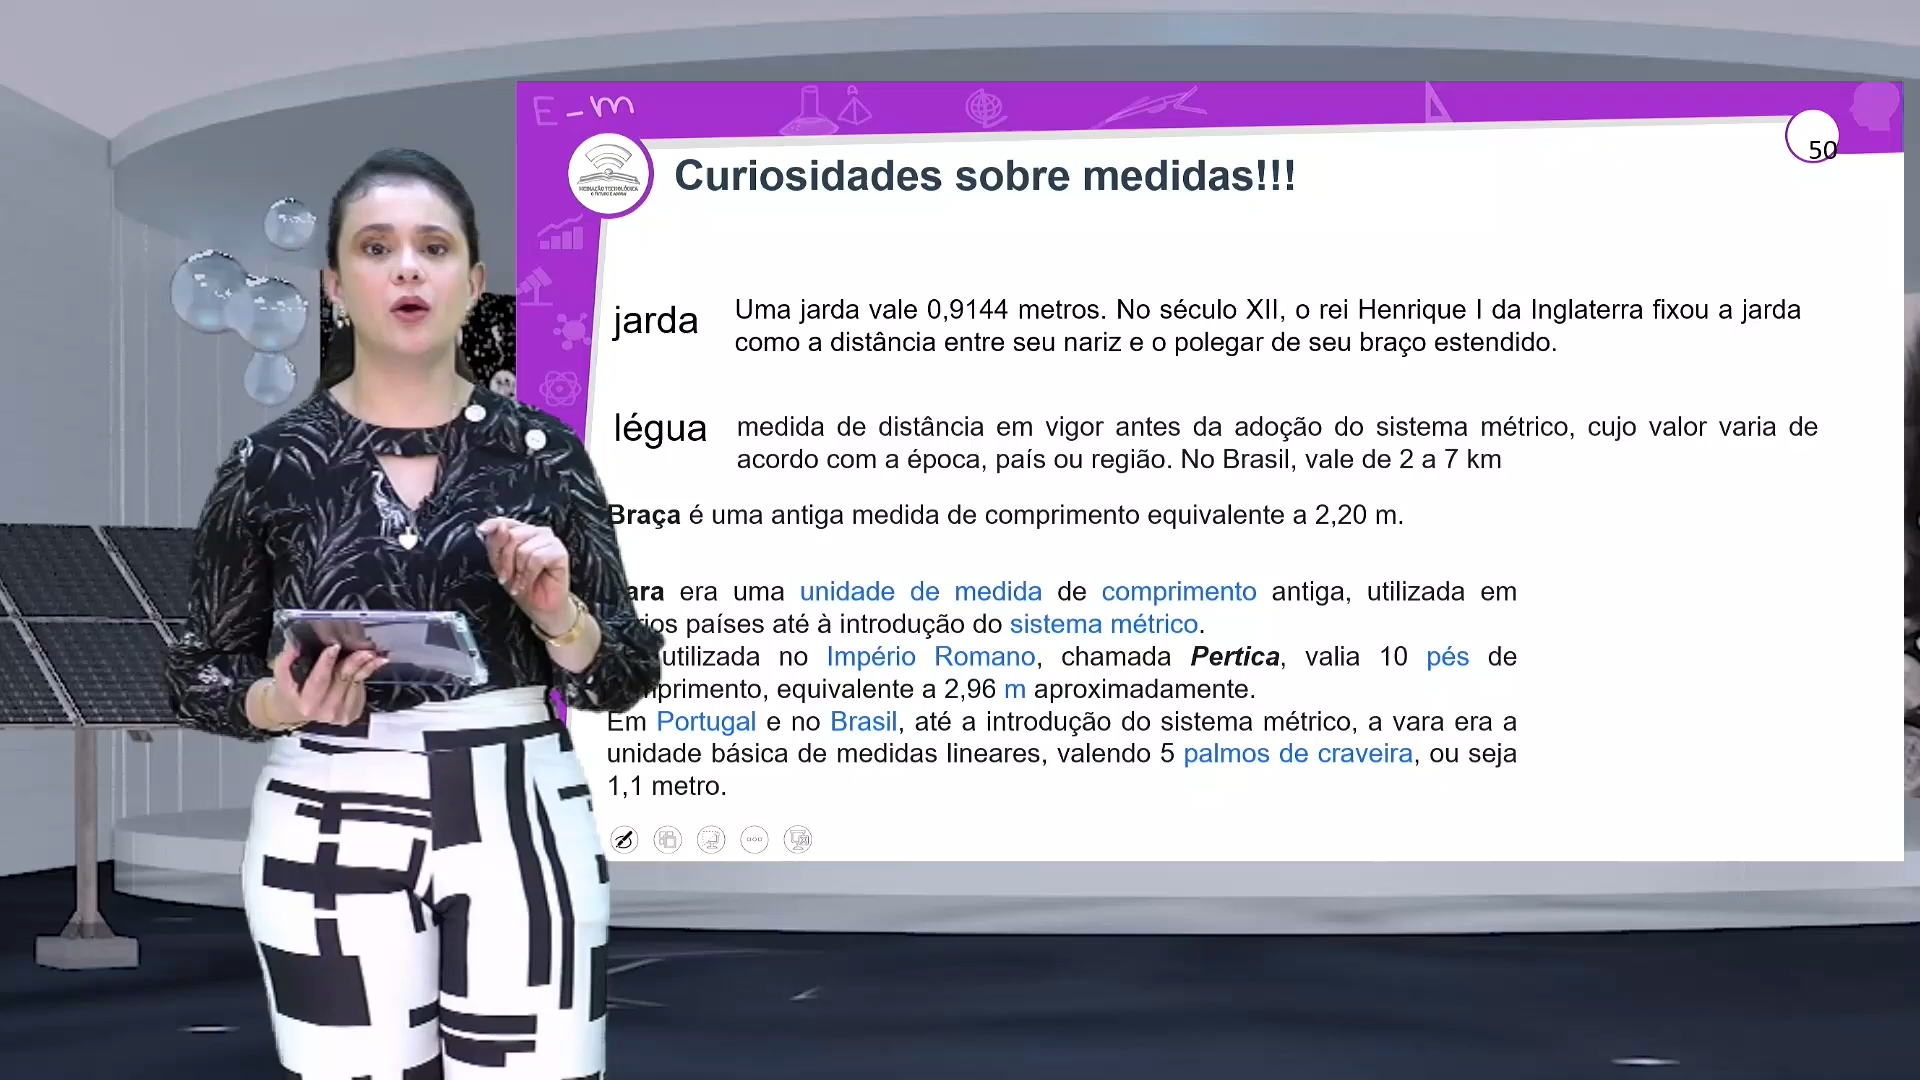 E-m
50
Curiosidades sobre medidas!!!
jarda
Uma jarda vale 0,9144 metros. No século XII, o rei Henrique I da Inglaterra fixou a jarda
como a distância entre seu nariz e o polegar de seu braço estendido.
légua
medida de distância em vigor antes da adoção do sistema métrico, cujo valor varia de
acordo com a época, país ou região. No Brasil, vale de 2 a 7 km
Braça é uma antiga medida de comprimento equivalente a 2,20 m.
era uma unidade de medida de comprimento antiga, utilizada em
países até à introdução do sistema métrico.
utilizada no Império Romano, chamada Pertica, valia 10 pés de
comprimento, equivalente a 2,96 m aproximadamente.
Em Portugal e no Brasil, até a introdução do sistema métrico, a vara era a
unidade básica de medidas lineares, valendo 5 palmos de craveira, ou seja
1,1 metro.